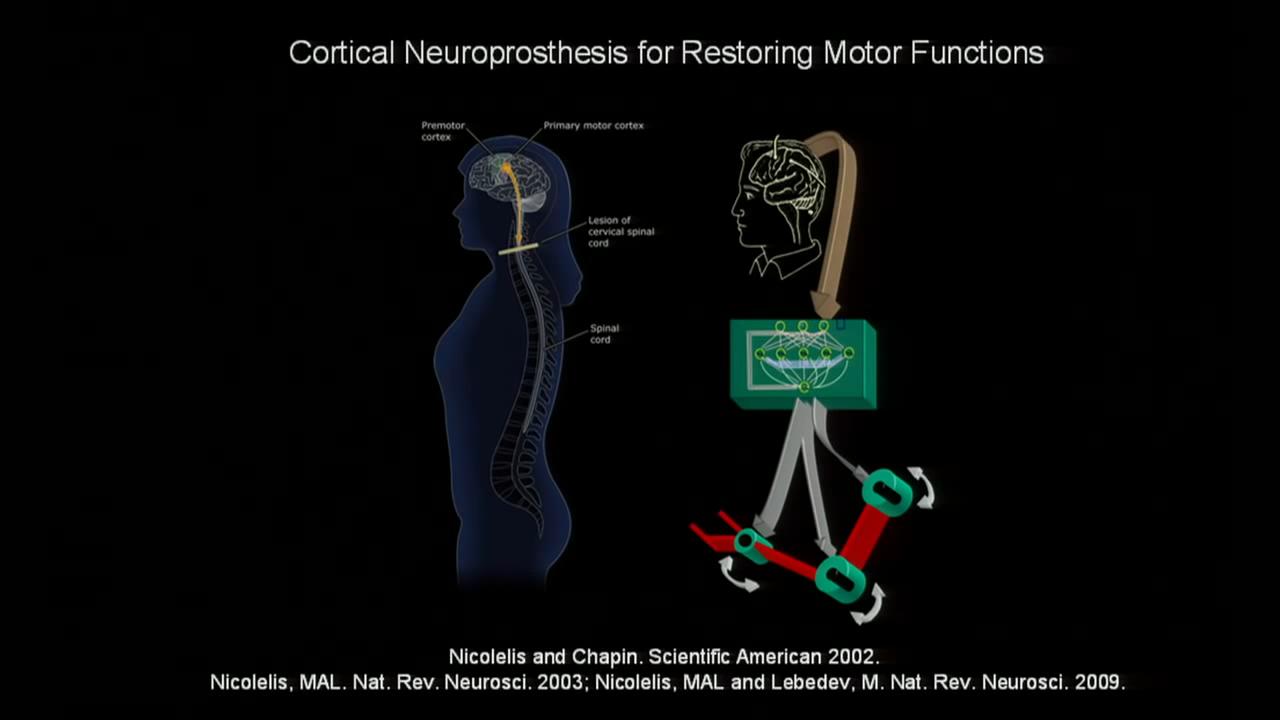 Cortical Neuroprosthesis for Restoring Motor Functions
Premotor
cortex
Primary motor cortex
Lesion of
cervical spinal
cord
Spinal
cord
Nicolelis and Chapin. Scientific American 2002.
Nicolelis, MAL. Nat. Rev. Neurosci. 2003; Nicolelis, MAL and Lebedev, M. Nat. Rev. Neurosci. 2009.